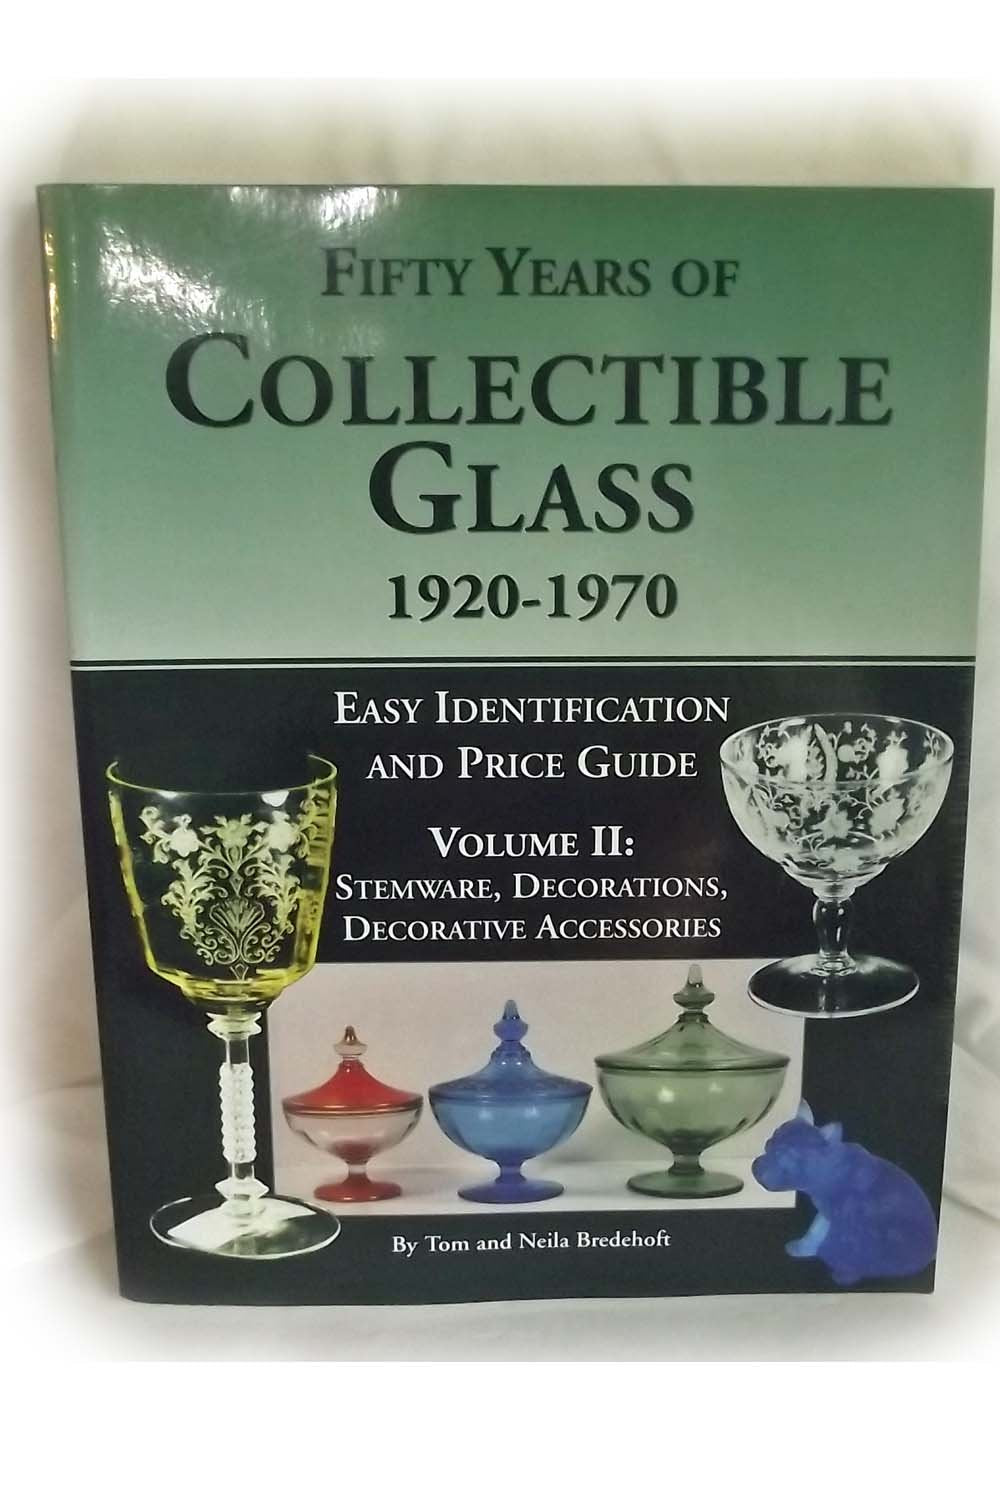 FIFTY YEARS OF
COLLECTIBLE
GLASS
1920-1970
EASY IDENTIFICATION
AND PRICE GUIDE
VOLUME II:
STEMWARE, DECORATIONS,
DECORATIVE ACCESSORIES
By Tom and Neila Bredehoft